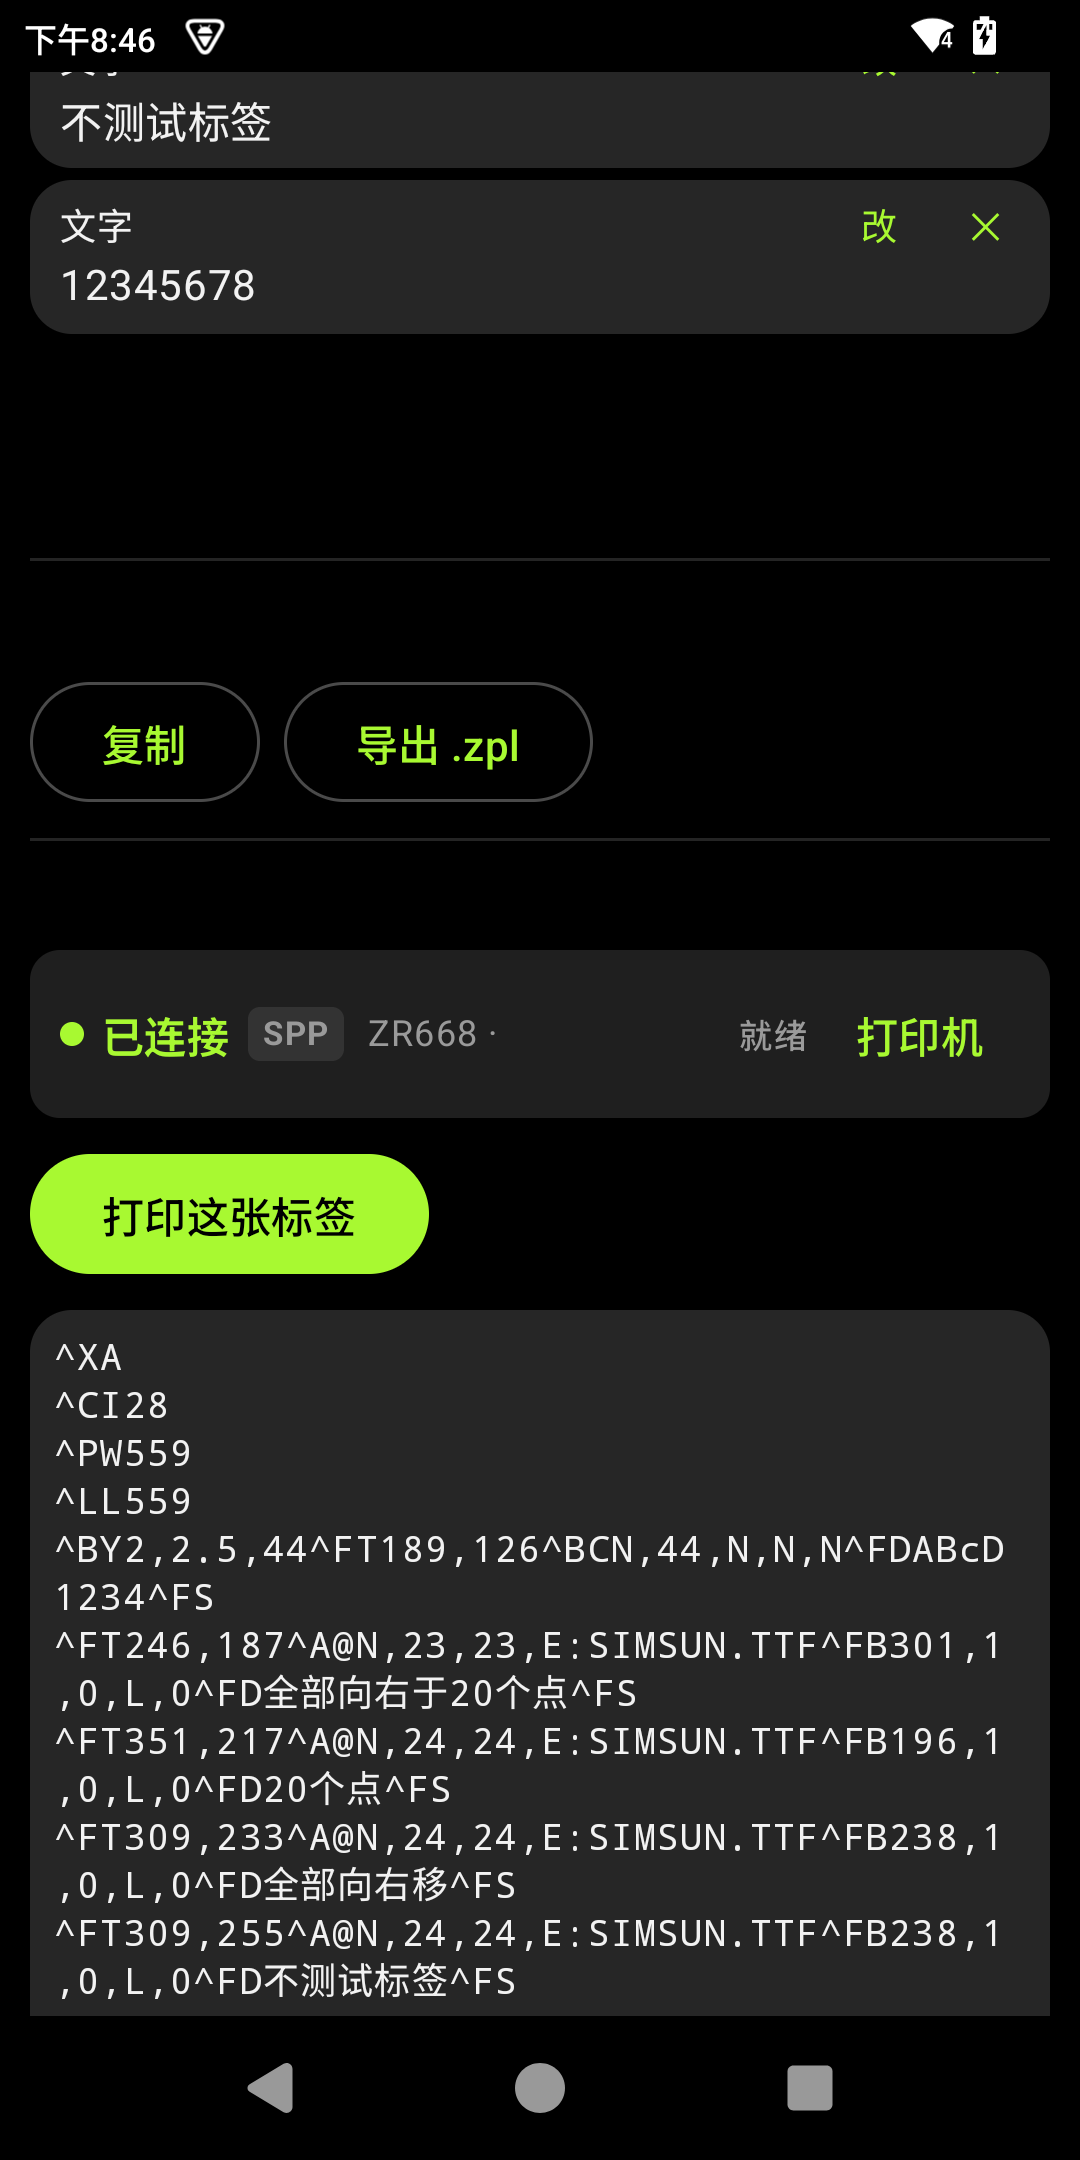 下午8:46
4
不测试标签
文字 改 ×
12345678
复制 导出 .zpl
已连接 SPP ZR668 · 就绪 打印机
打印这张标签
^XA
^CI28
^PW559
^LL559
^BY2,2.5,44^FT189,126^BCN,44,N,N,N^FDABcD
1234^FS
^FT246,187^A@N,23,23,E:SIMSUN.TTF^FB301,1
,0,L,0^FD全部向右于20个点^FS
^FT351,217^A@N,24,24,E:SIMSUN.TTF^FB196,1
,0,L,0^FD20个点^FS
^FT309,233^A@N,24,24,E:SIMSUN.TTF^FB238,1
,0,L,0^FD全部向右移^FS
^FT309,255^A@N,24,24,E:SIMSUN.TTF^FB238,1
,0,L,0^FD不测试标签^FS